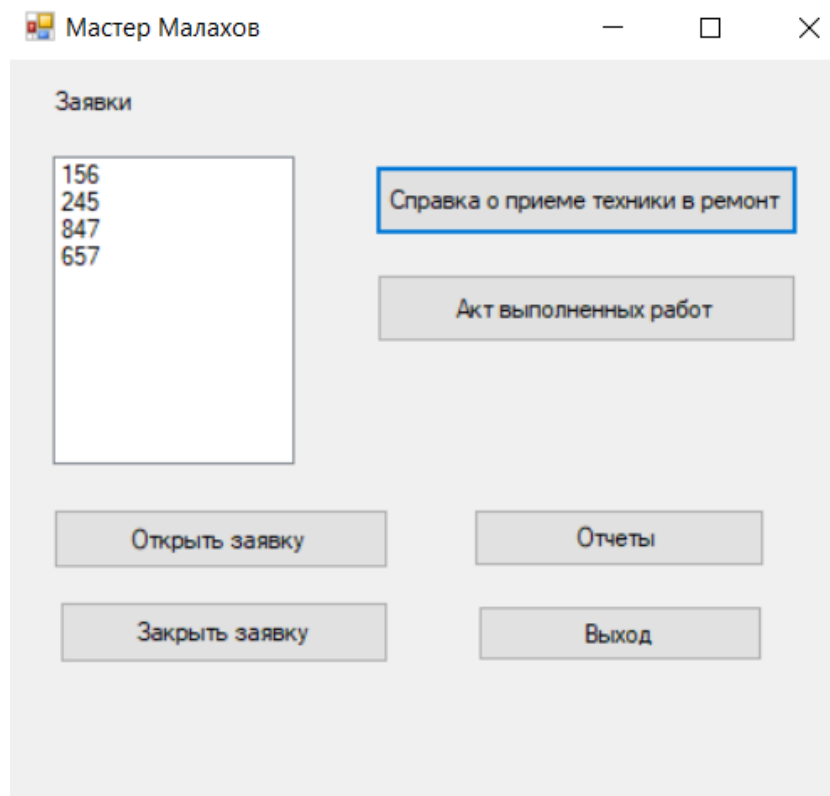 Мастер Малахов
Заявки
156
245
847
657
Справка о приеме техники в ремонт
Акт выполненных работ
Открыть заявку
Отчеты
Закрыть заявку
Выход